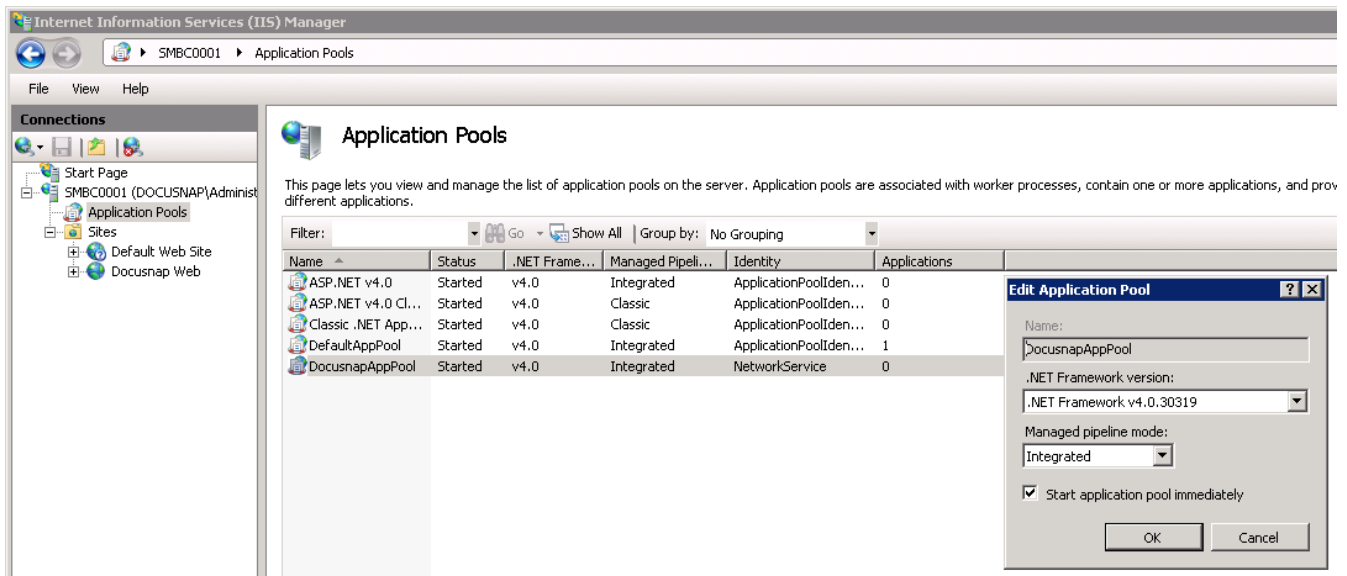 Internet Information Services (IIS) Manager
SMBC0001 Application Pools
File View Help
Connections
Start Page
SMBC0001 (DOCUSNAP\Administ
Application Pools
Sites
Default Web Site
Docusnap Web
Application Pools
This page lets you view and manage the list of application pools on the server. Application pools are associated with worker processes, contain one or more applications, and prov
different applications.
Filter: Go Show All Group by: No Grouping
Name Status .NET Frame... Managed Pipeli... Identity Applications
ASP.NET v4.0 Started v4.0 Integrated ApplicationPoolIden... 0
ASP.NET v4.0 Cl... Started v4.0 Classic ApplicationPoolIden... 0
Classic .NET App... Started v4.0 Classic ApplicationPoolIden... 0
DefaultAppPool Started v4.0 Integrated ApplicationPoolIden... 1
DocusnapAppPool Started v4.0 Integrated NetworkService 0
Edit Application Pool
Name:
DocusnapAppPool
.NET Framework version:
.NET Framework v4.0.30319
Managed pipeline mode:
Integrated
Start application pool immediately
OK Cancel